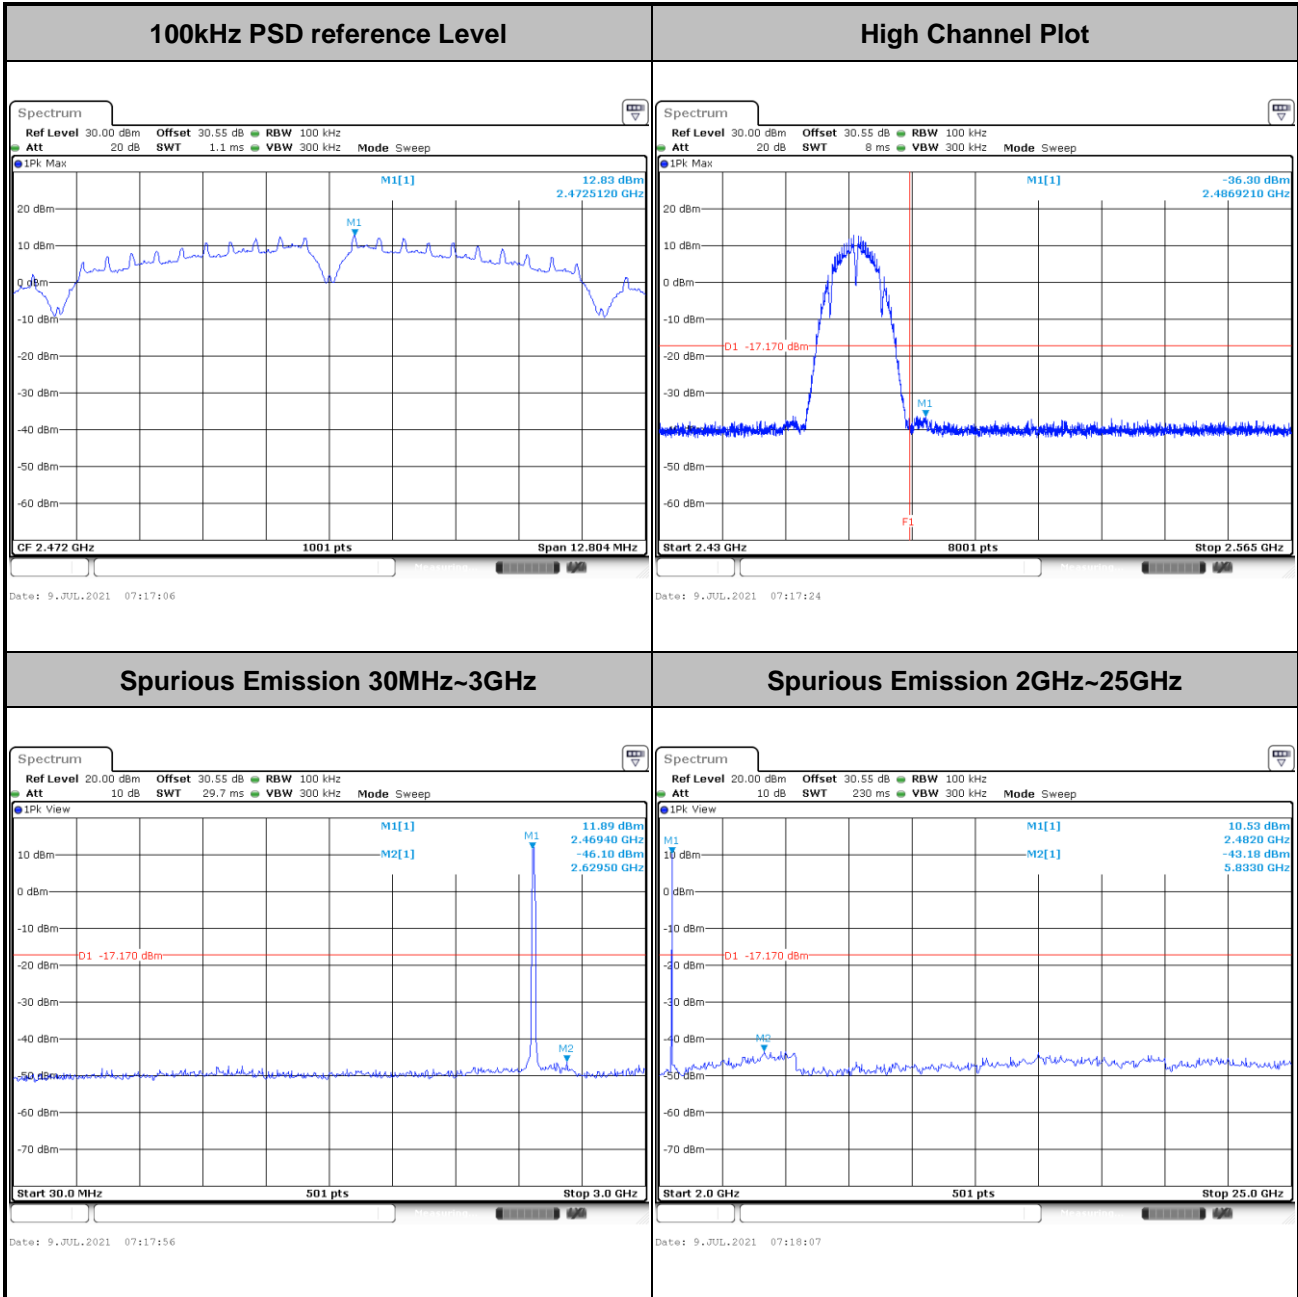 100kHz PSD reference Level
High Channel Plot
Spectrum
Ref Level 30.00 dBm Offset 30.55 dB RBW 100 kHz
Att 20 dB SWT 1.1 ms VBW 300 kHz Mode Sweep
1Pk Max
M1[1] 12.83 dBm
2.4725120 GHz
20 dBm
M1
10 dBm
0 dBm
-10 dBm
-20 dBm
-30 dBm
-40 dBm
-50 dBm
-60 dBm
CF 2.472 GHz 1001 pts Span 12.804 MHz
Measuring
Date: 9.JUL.2021 07:17:06
Spectrum
Ref Level 30.00 dBm Offset 30.55 dB RBW 100 kHz
Att 20 dB SWT 8 ms VBW 300 kHz Mode Sweep
1Pk Max
M1[1] -36.30 dBm
2.4869210 GHz
20 dBm
10 dBm
0 dBm
-10 dBm
D1 -17.170 dBm
-20 dBm
-30 dBm
M1
-40 dBm
-50 dBm
-60 dBm
F1
Start 2.43 GHz 8001 pts Stop 2.565 GHz
Measuring
Date: 9.JUL.2021 07:17:24
Spurious Emission 30MHz~3GHz
Spurious Emission 2GHz~25GHz
Spectrum
Ref Level 20.00 dBm Offset 30.55 dB RBW 100 kHz
Att 10 dB SWT 29.7 ms VBW 300 kHz Mode Sweep
1Pk View
M1[1] 11.89 dBm
2.46940 GHz
M1
M2[1] -46.10 dBm
2.62950 GHz
10 dBm
0 dBm
-10 dBm
D1 -17.170 dBm
-20 dBm
-30 dBm
-40 dBm
M2
-50 dBm
-60 dBm
-70 dBm
Start 30.0 MHz 501 pts Stop 3.0 GHz
Measuring
Date: 9.JUL.2021 07:17:56
Spectrum
Ref Level 20.00 dBm Offset 30.55 dB RBW 100 kHz
Att 10 dB SWT 230 ms VBW 300 kHz Mode Sweep
1Pk View
M1[1] 10.53 dBm
2.4820 GHz
M1
M2[1] -43.18 dBm
5.8330 GHz
10 dBm
0 dBm
-10 dBm
D1 -17.170 dBm
-20 dBm
-30 dBm
-40 dBm
M2
-50 dBm
-60 dBm
-70 dBm
Start 2.0 GHz 501 pts Stop 25.0 GHz
Measuring
Date: 9.JUL.2021 07:18:07